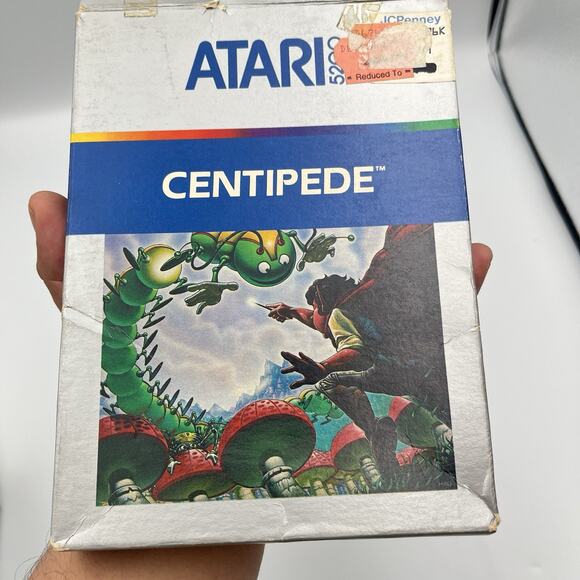 JCPenney
ATARI
5200
Reduced To
CENTIPEDE™